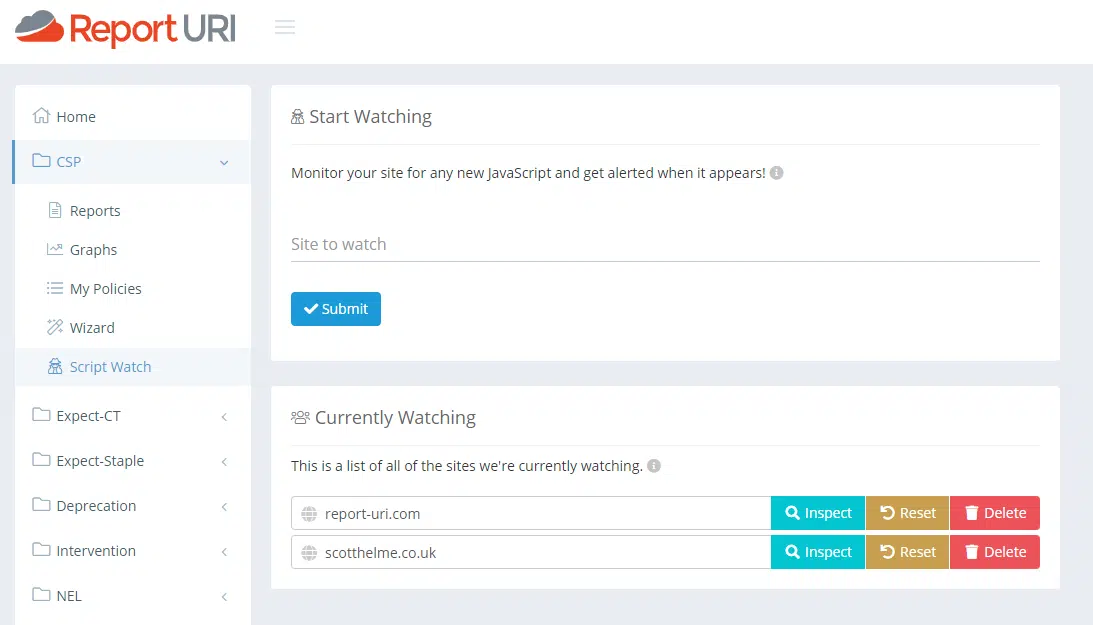 Report URI
Home
CSP
Reports
Graphs
My Policies
Wizard
Script Watch
Expect-CT
Expect-Staple
Deprecation
Intervention
NEL
Start Watching
Monitor your site for any new JavaScript and get alerted when it appears!
Site to watch
Submit
Currently Watching
This is a list of all of the sites we're currently watching.
report-uri.com Inspect Reset Delete
scotthelme.co.uk Inspect Reset Delete